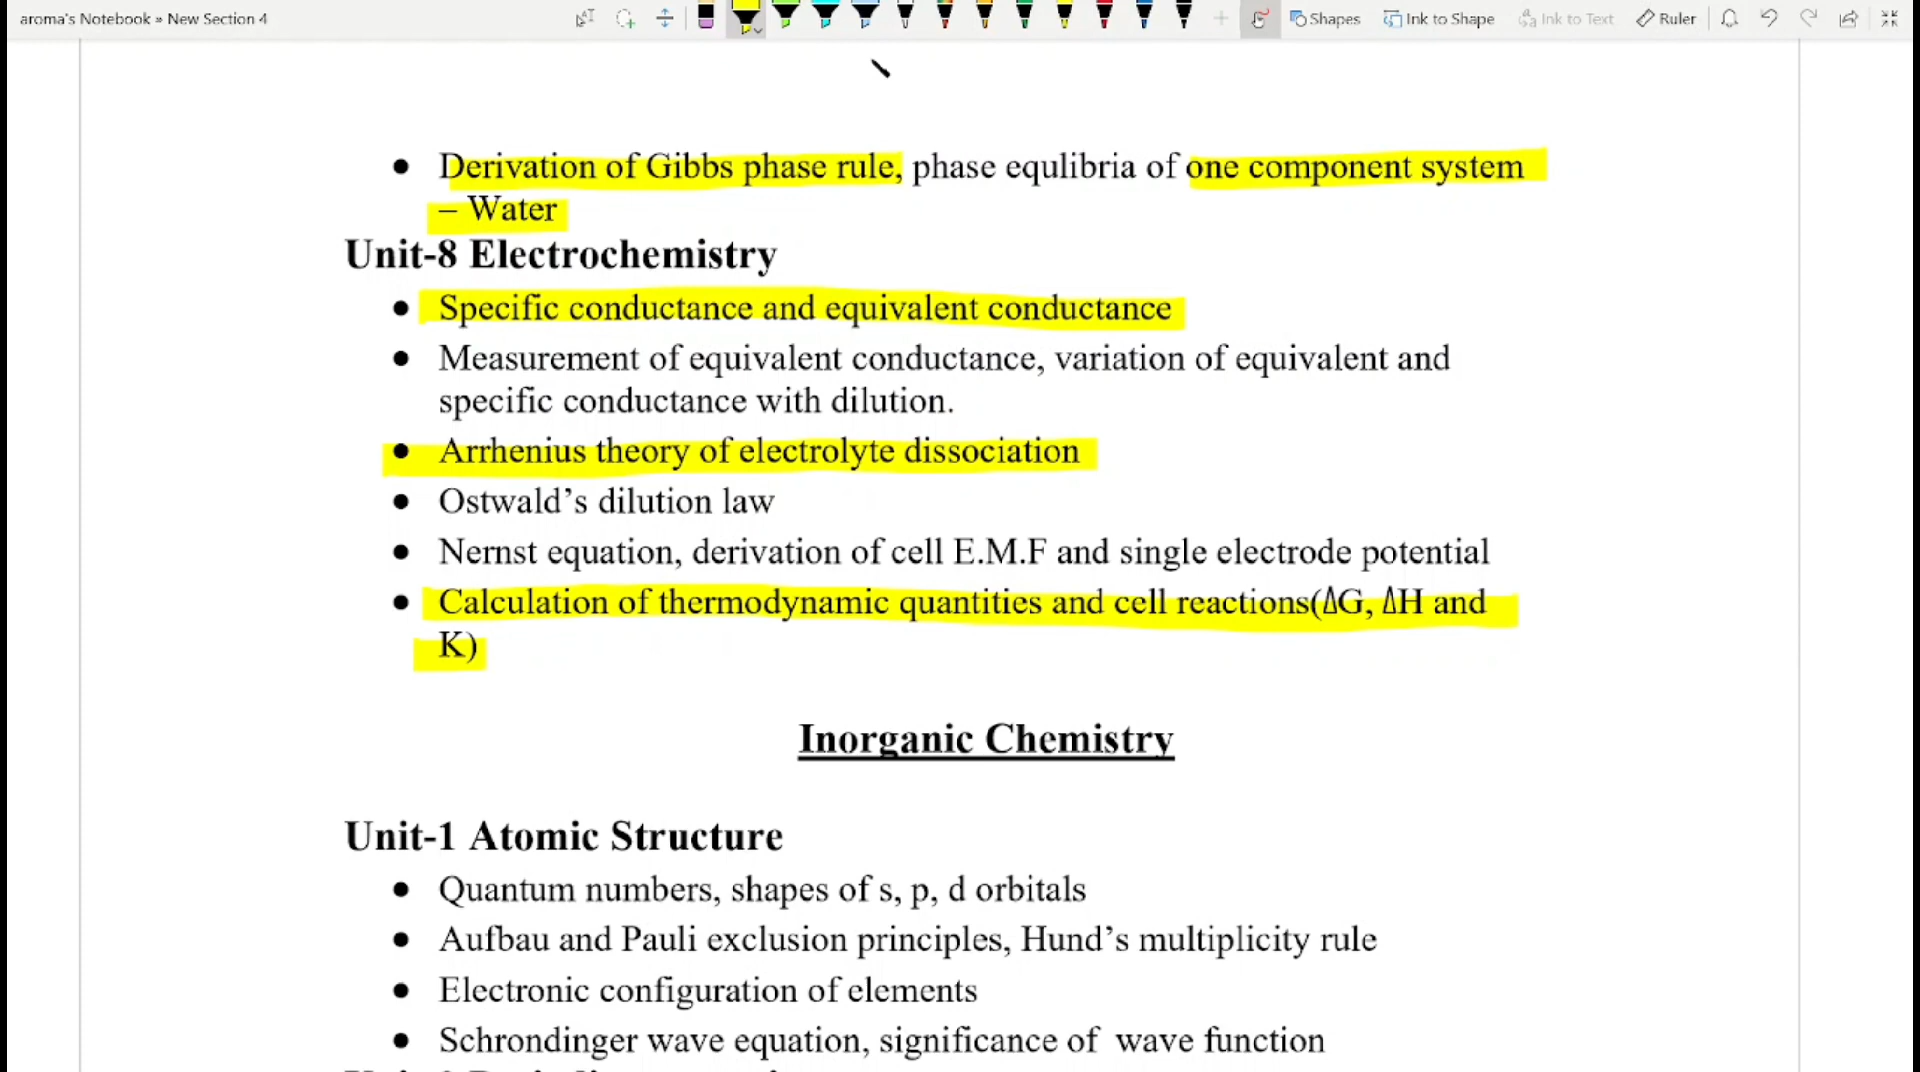 aroma's Notebook » New Section 4
Shapes Ink to Shape Ink to Text Ruler
• Derivation of Gibbs phase rule, phase equlibria of one component system
– Water
Unit-8 Electrochemistry
• Specific conductance and equivalent conductance
• Measurement of equivalent conductance, variation of equivalent and
specific conductance with dilution.
• Arrhenius theory of electrolyte dissociation
• Ostwald’s dilution law
• Nernst equation, derivation of cell E.M.F and single electrode potential
• Calculation of thermodynamic quantities and cell reactions(ΔG, ΔH and
K)
Inorganic Chemistry
Unit-1 Atomic Structure
• Quantum numbers, shapes of s, p, d orbitals
• Aufbau and Pauli exclusion principles, Hund’s multiplicity rule
• Electronic configuration of elements
• Schrondinger wave equation, significance of wave function